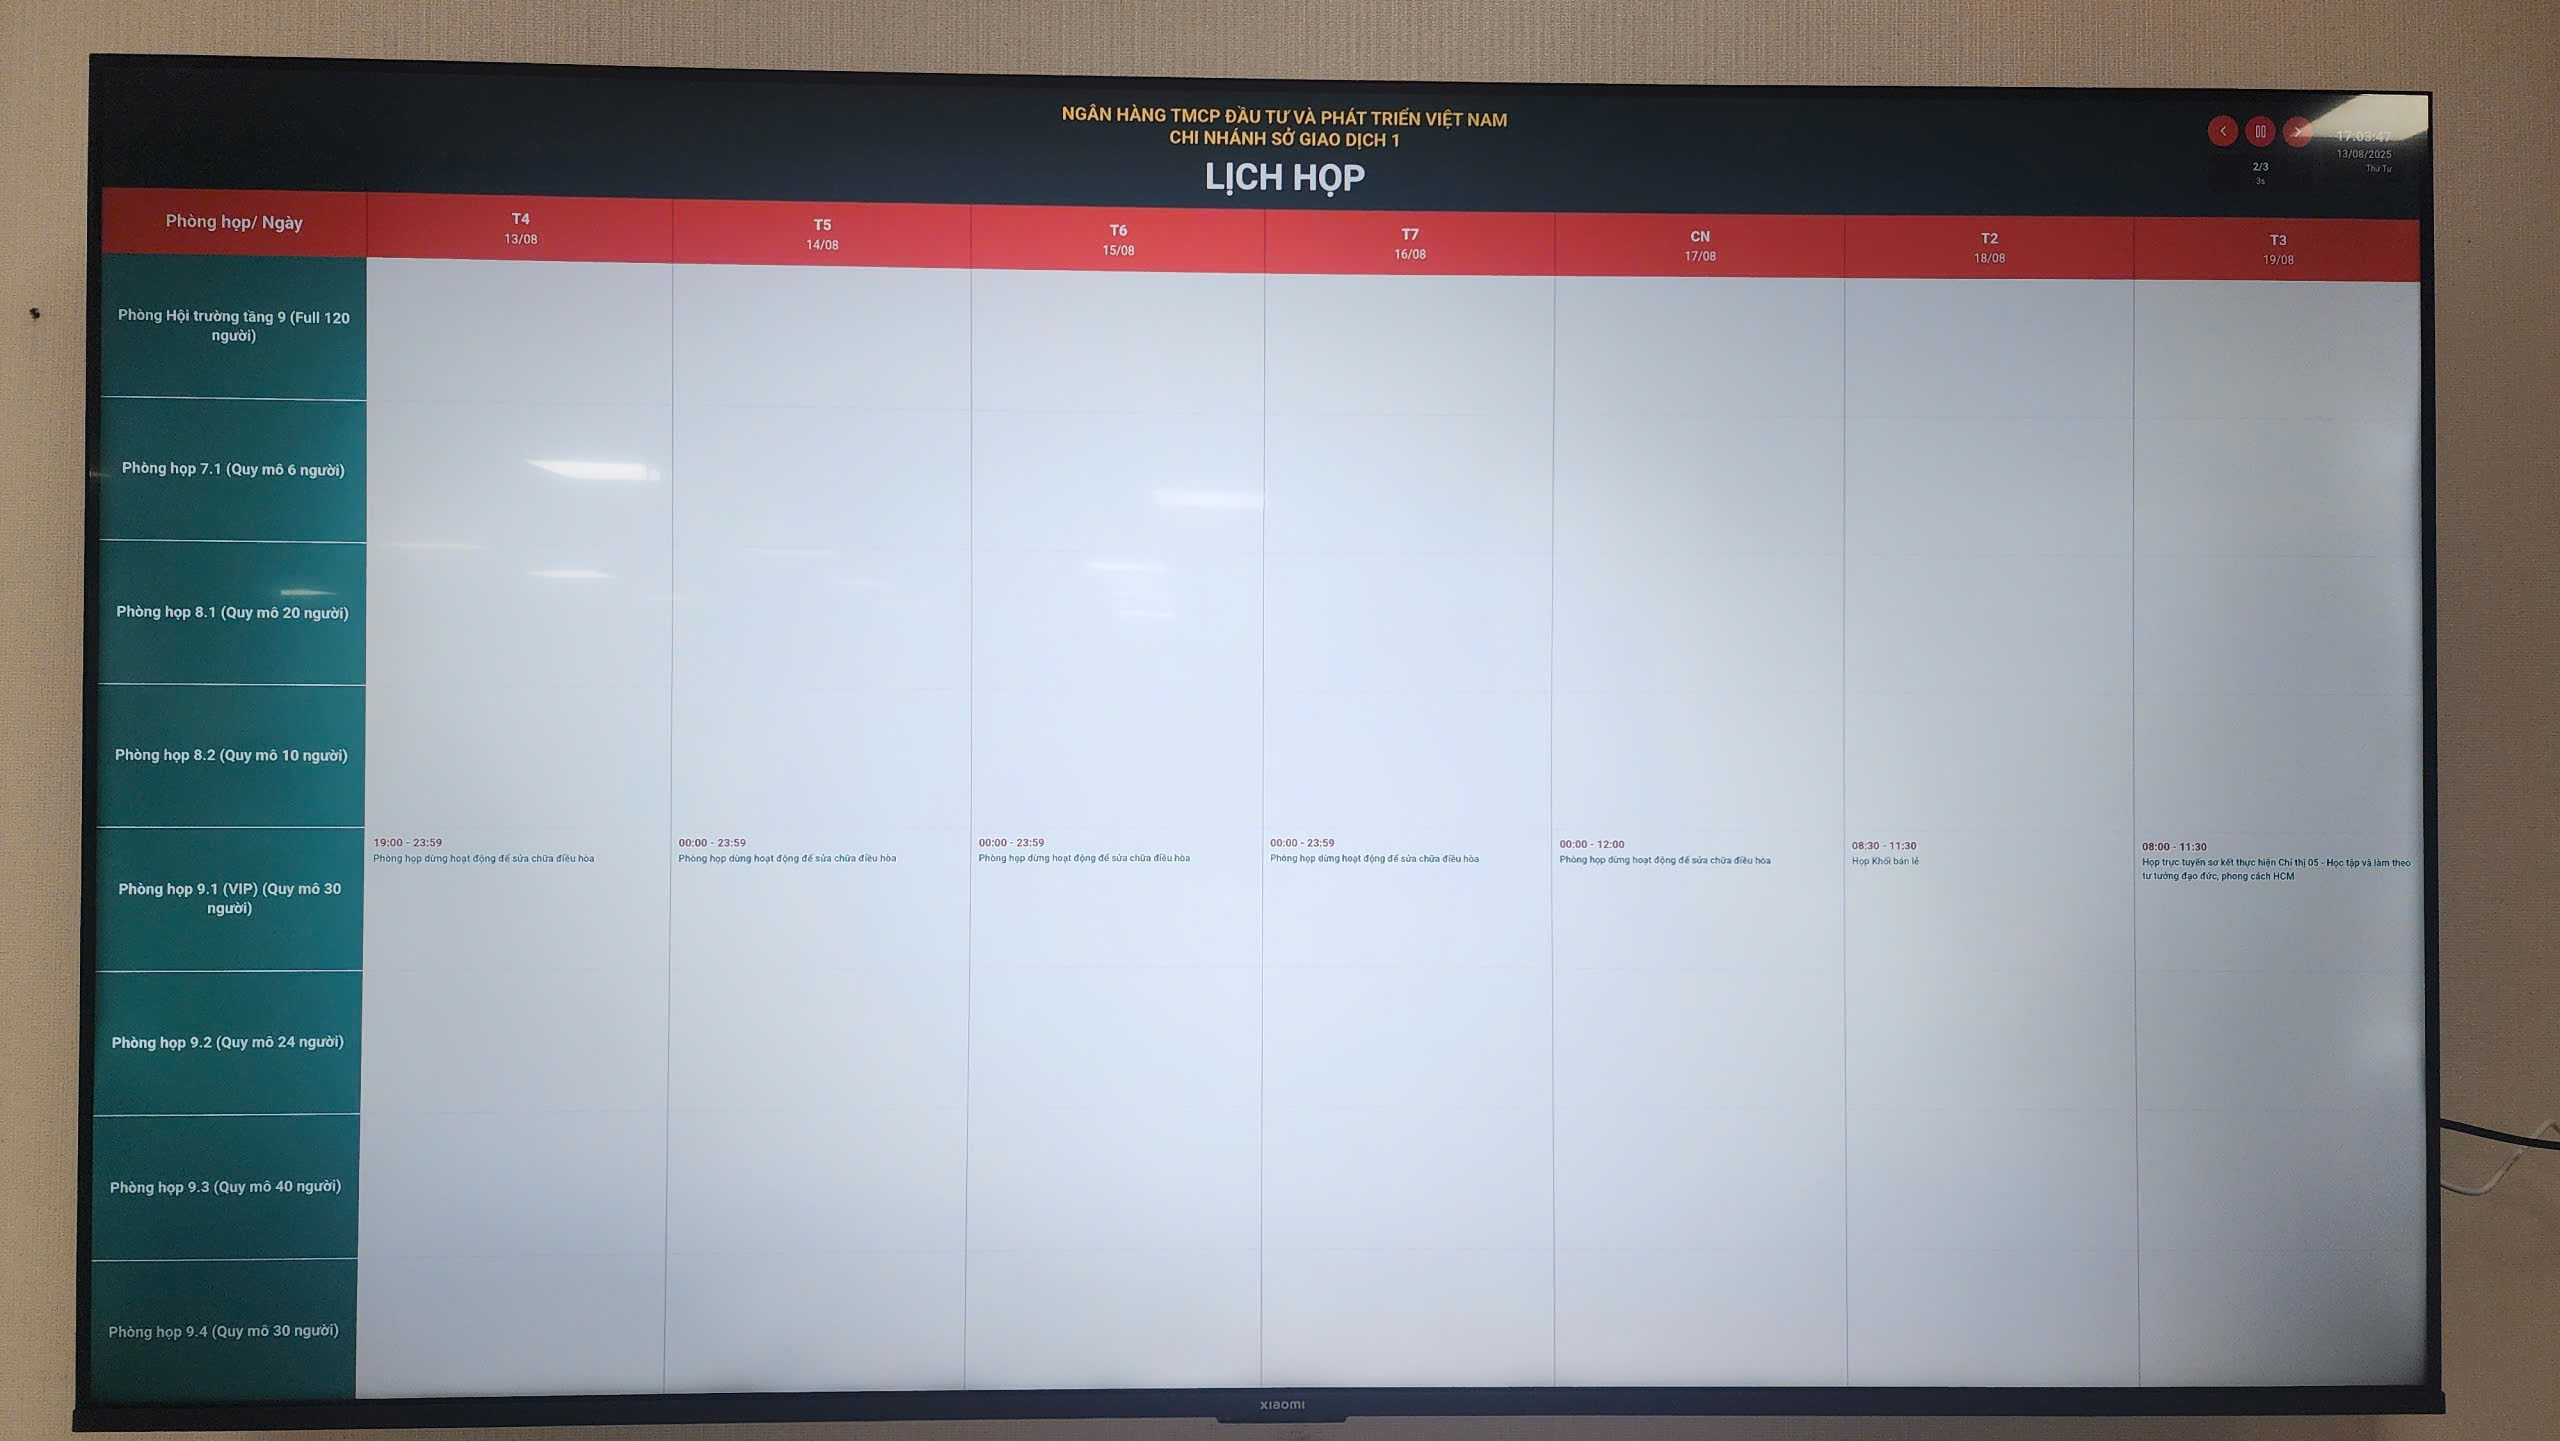 NGÂN HÀNG TMCP ĐẦU TƯ VÀ PHÁT TRIỂN VIỆT NAM
CHI NHÁNH SỞ GIAO DỊCH 1
LỊCH HỌP
17:03:47
13/08/2025
Thứ Tư
2/3
3s
Phòng họp/ Ngày
T4
13/08
T5
14/08
T6
15/08
T7
16/08
CN
17/08
T2
18/08
T3
19/08
Phòng Hội trường tầng 9 (Full 120
người)
Phòng họp 7.1 (Quy mô 6 người)
Phòng họp 8.1 (Quy mô 20 người)
Phòng họp 8.2 (Quy mô 10 người)
Phòng họp 9.1 (VIP) (Quy mô 30
người)
19:00 - 23:59
Phòng họp dừng hoạt động để sửa chữa điều hòa
00:00 - 23:59
Phòng họp dừng hoạt động để sửa chữa điều hòa
00:00 - 23:59
Phòng họp dừng hoạt động để sửa chữa điều hòa
00:00 - 23:59
Phòng họp dừng hoạt động để sửa chữa điều hòa
00:00 - 12:00
Phòng họp dừng hoạt động để sửa chữa điều hòa
08:30 - 11:30
Họp Khối bán lẻ
08:00 - 11:30
Họp trực tuyến sơ kết thực hiện Chỉ thị 05 - Học tập và làm theo
tư tưởng đạo đức, phong cách HCM
Phòng họp 9.2 (Quy mô 24 người)
Phòng họp 9.3 (Quy mô 40 người)
Phòng họp 9.4 (Quy mô 30 người)
xiaomi